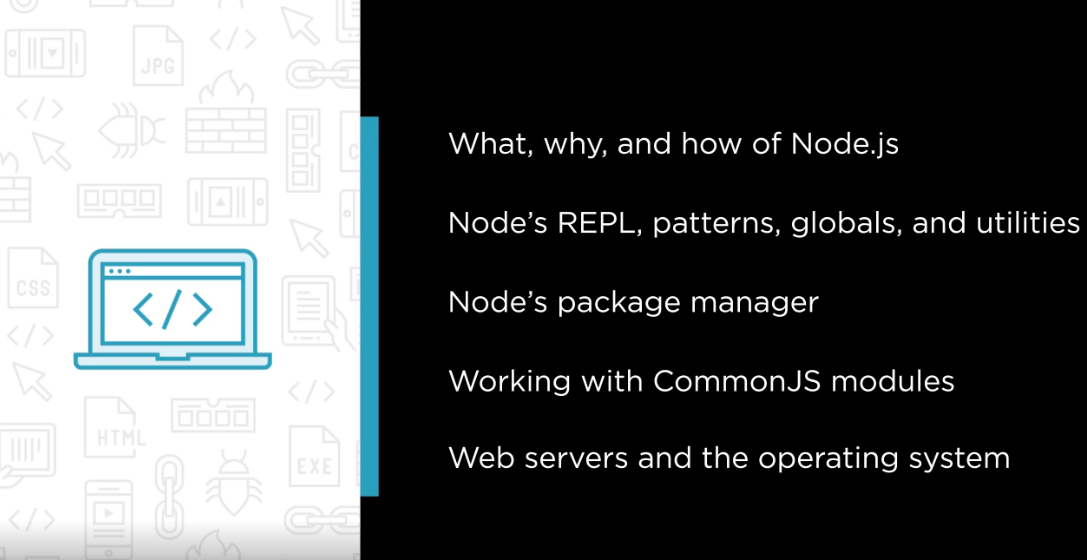 JPG
</>
</>
C
CSS
</>
</>
</>
HTML
EXE
</>
What, why, and how of Node.js
Node’s REPL, patterns, globals, and utilities
Node’s package manager
Working with CommonJS modules
Web servers and the operating system